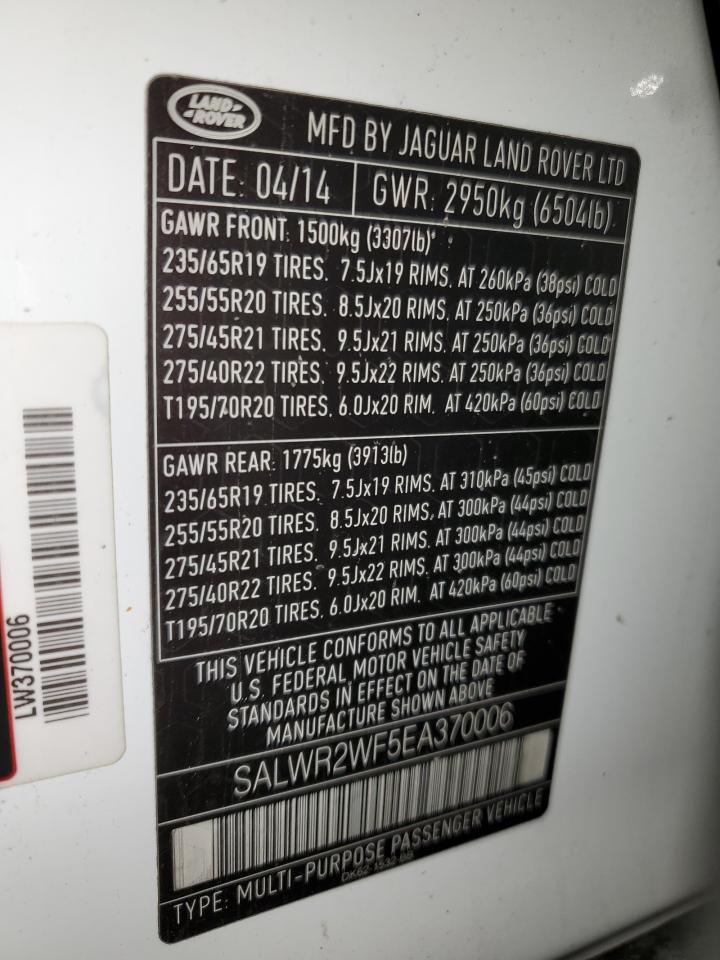 LAND ROVER
MFD BY JAGUAR LAND ROVER LTD
DATE: 04/14 GWR: 2950kg (6504lb)
GAWR FRONT: 1500kg (3307lb)
235/65R19 TIRES. 7.5Jx19 RIMS. AT 260kPa (38psi) COLD
255/55R20 TIRES. 8.5Jx20 RIMS. AT 250kPa (36psi) COLD
275/45R21 TIRES. 9.5Jx21 RIMS. AT 250kPa (36psi) COLD
275/40R22 TIRES. 9.5Jx22 RIMS. AT 250kPa (36psi) COLD
T195/70R20 TIRES. 6.0Jx20 RIM. AT 420kPa (60psi) COLD
GAWR REAR: 1775kg (3913lb)
235/65R19 TIRES. 7.5Jx19 RIMS. AT 310kPa (45psi) COLD
255/55R20 TIRES. 8.5Jx20 RIMS. AT 300kPa (44psi) COLD
275/45R21 TIRES. 9.5Jx21 RIMS. AT 300kPa (44psi) COLD
275/40R22 TIRES. 9.5Jx22 RIMS. AT 300kPa (44psi) COLD
T195/70R20 TIRES. 6.0Jx20 RIM. AT 420kPa (60psi) COLD
THIS VEHICLE CONFORMS TO ALL APPLICABLE
U.S. FEDERAL MOTOR VEHICLE SAFETY
STANDARDS IN EFFECT ON THE DATE OF
MANUFACTURE SHOWN ABOVE
SALWR2WF5EA370006
TYPE: MULTI-PURPOSE PASSENGER VEHICLE
DK62-1532-BB
LW370006